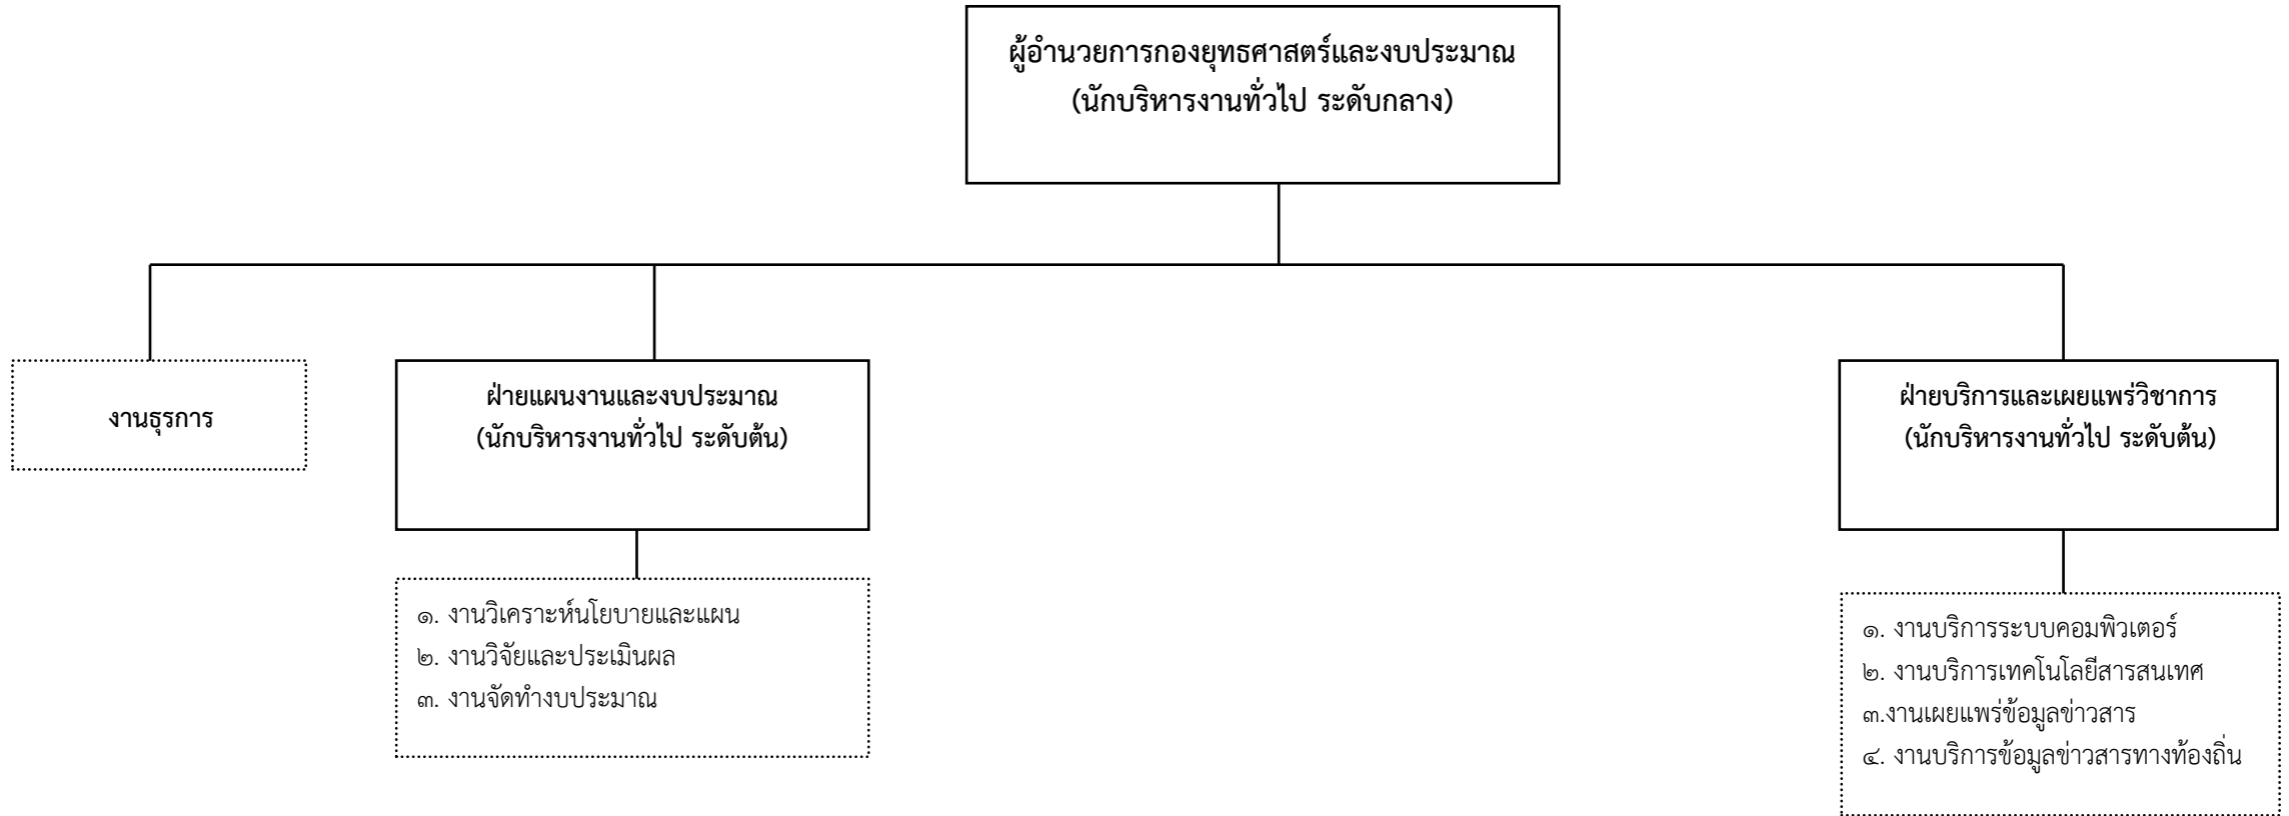 ผู้อำนวยการกองยุทธศาสตร์และงบประมาณ
(นักบริหารงานทั่วไป ระดับกลาง)
งานธุรการ
ฝ่ายแผนงานและงบประมาณ
(นักบริหารงานทั่วไป ระดับต้น)
๑. งานวิเคราะห์นโยบายและแผน
๒. งานวิจัยและประเมินผล
๓. งานจัดทำงบประมาณ
ฝ่ายบริการและเผยแพร่วิชาการ
(นักบริหารงานทั่วไป ระดับต้น)
๑. งานบริการระบบคอมพิวเตอร์
๒. งานบริการเทคโนโลยีสารสนเทศ
๓.งานเผยแพร่ข้อมูลข่าวสาร
๔. งานบริการข้อมูลข่าวสารทางท้องถิ่น